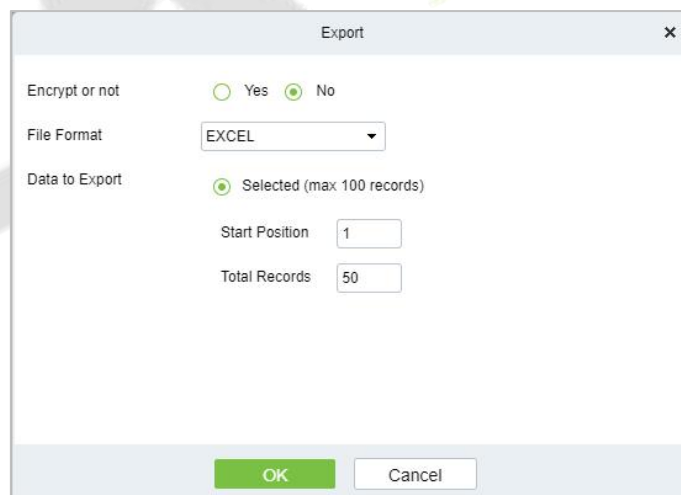 Export
Encrypt or not Yes No
File Format EXCEL
Data to Export Selected (max 100 records)
Start Position 1
Total Records 50
OK Cancel